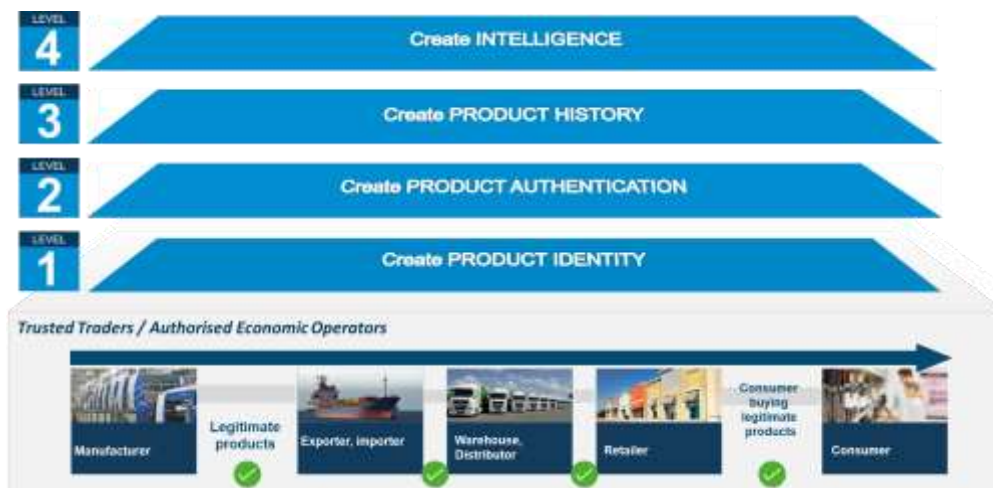 LEVEL
4
Create INTELLIGENCE
LEVEL
3
Create PRODUCT HISTORY
LEVEL
2
Create PRODUCT AUTHENTICATION
LEVEL
1
Create PRODUCT IDENTITY
Trusted Traders / Authorised Economic Operators
Manufacturer
Legitimate
products
Exporter, importer
Warehouse,
Distributor
Retailer
Consumer
buying
legitimate
products
Consumer